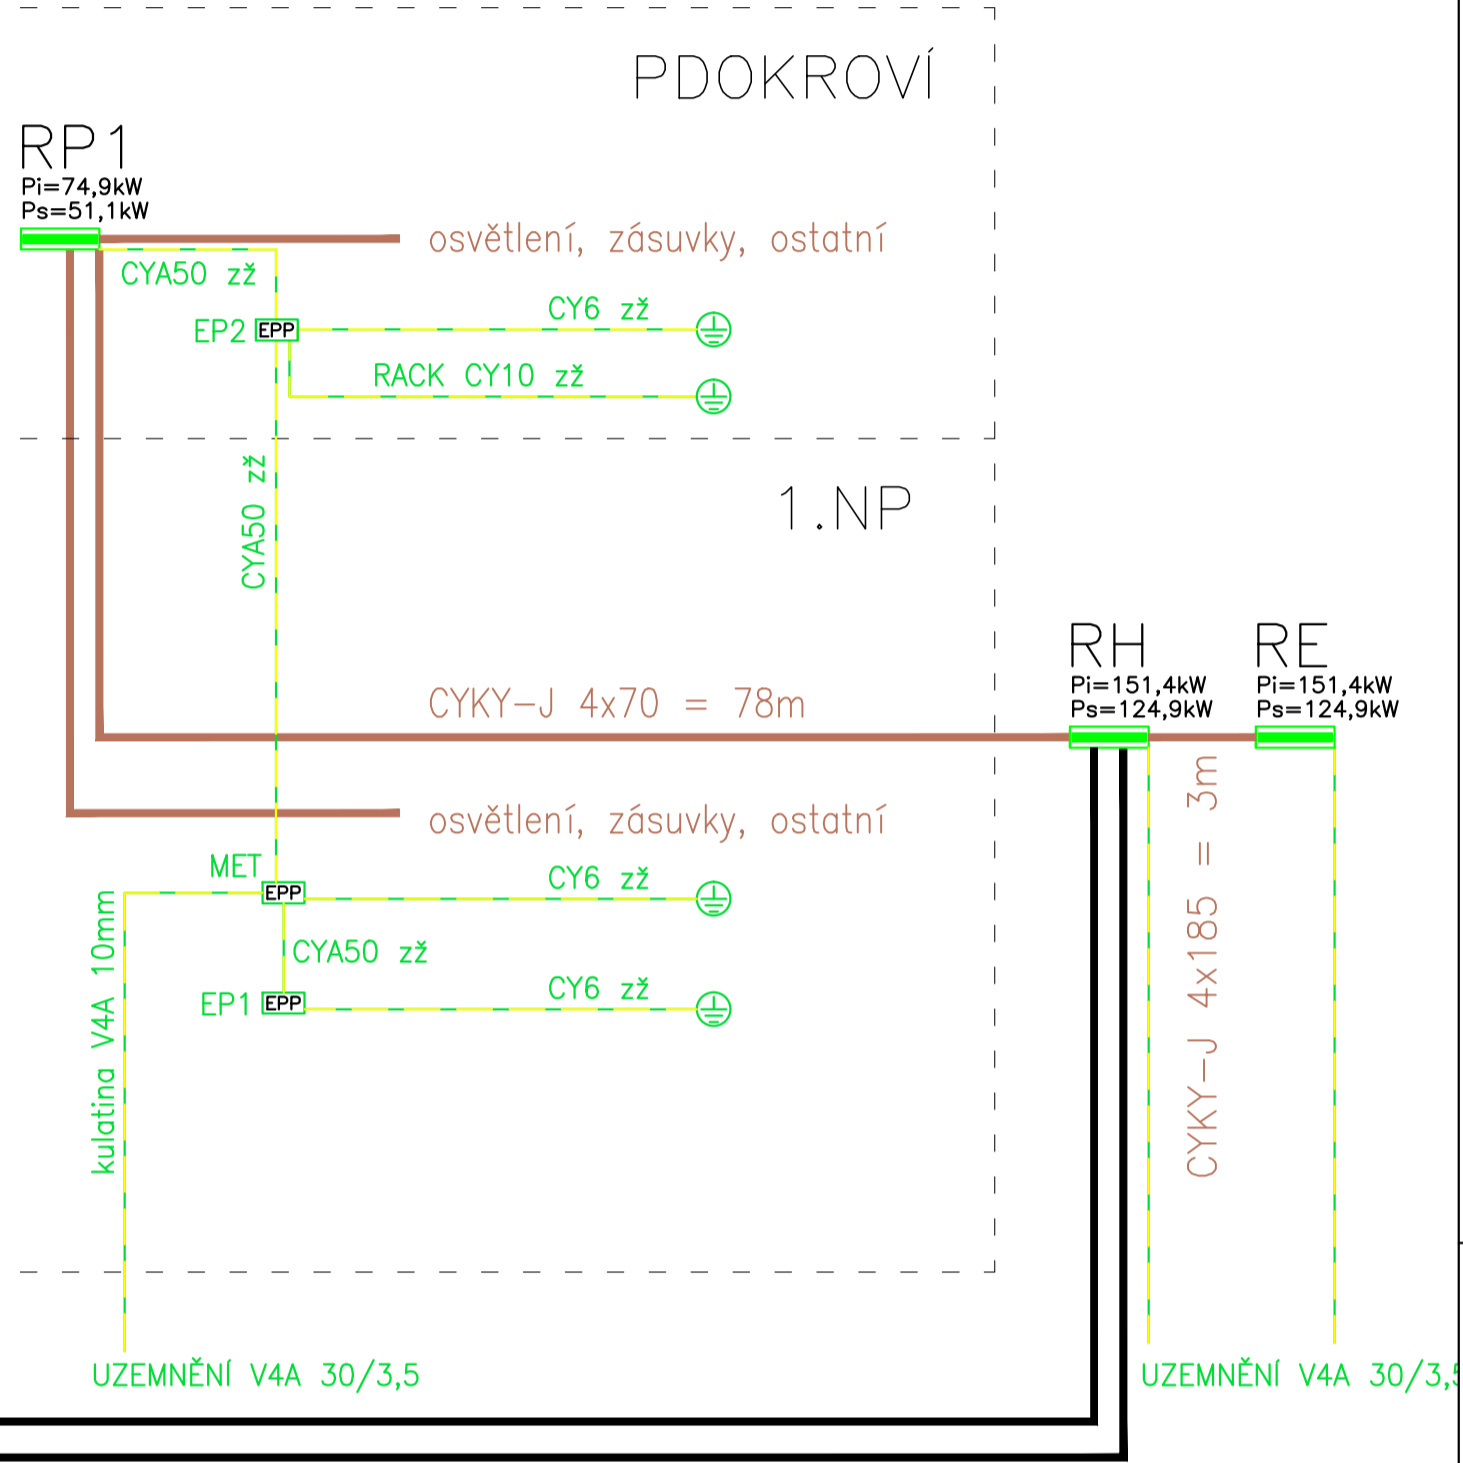 PDOKROVÍ
RP1
Pi=74,9kW
Ps=51,1kW
osvětlení, zásuvky, ostatní
CYA50 zž
CY6 zž
EP2 EPP
RACK CY10 zž
CYA50 zž
1.NP
RH
Pi=151,4kW
Ps=124,9kW
RE
Pi=151,4kW
Ps=124,9kW
CYKY-J 4x70 = 78m
CYKY-J 4x185 = 3m
osvětlení, zásuvky, ostatní
MET
EPP
CY6 zž
kulatina V4A 10mm
CYA50 zž
CY6 zž
EP1 EPP
UZEMNĚNÍ V4A 30/3,5
UZEMNĚNÍ V4A 30/3,5